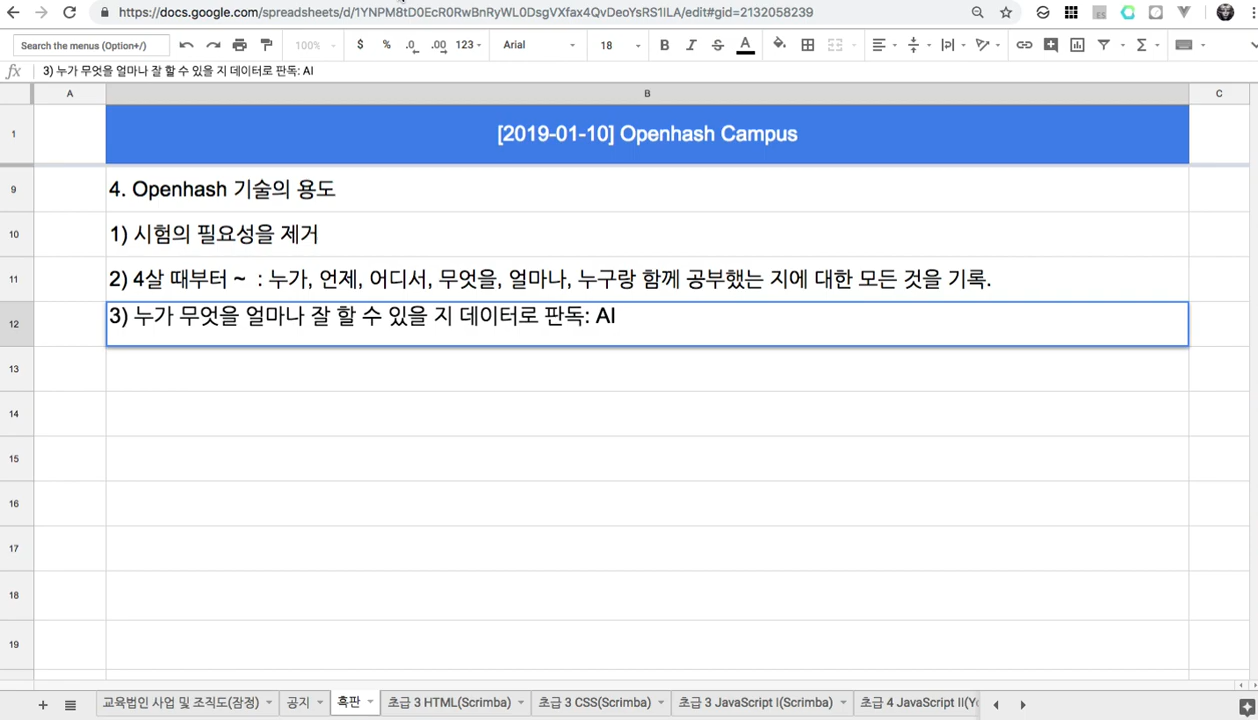 https://docs.google.com/spreadsheets/d/1YNPM8tD0EcR0RwBnRyWL0DsgVXfax4QvDeoYsRS1ILA/edit#gid=2132058239
Search the menus (Option+/) 100% $ % .0 .00 123 Arial 18 B I S A
fx 3) 누가 무엇을 얼마나 잘 할 수 있을 지 데이터로 판독: AI
A B C
1 [2019-01-10] Openhash Campus
9 4. Openhash 기술의 용도
10 1) 시험의 필요성을 제거
11 2) 4살 때부터 ~ : 누가, 언제, 어디서, 무엇을, 얼마나, 누구랑 함께 공부했는 지에 대한 모든 것을 기록.
12 3) 누가 무엇을 얼마나 잘 할 수 있을 지 데이터로 판독: AI
13
14
15
16
17
18
19
교육법인 사업 및 조직도(잠정) 공지 흑판 초급 3 HTML(Scrimba) 초급 3 CSS(Scrimba) 초급 3 JavaScript I(Scrimba) 초급 4 JavaScript II(Yo